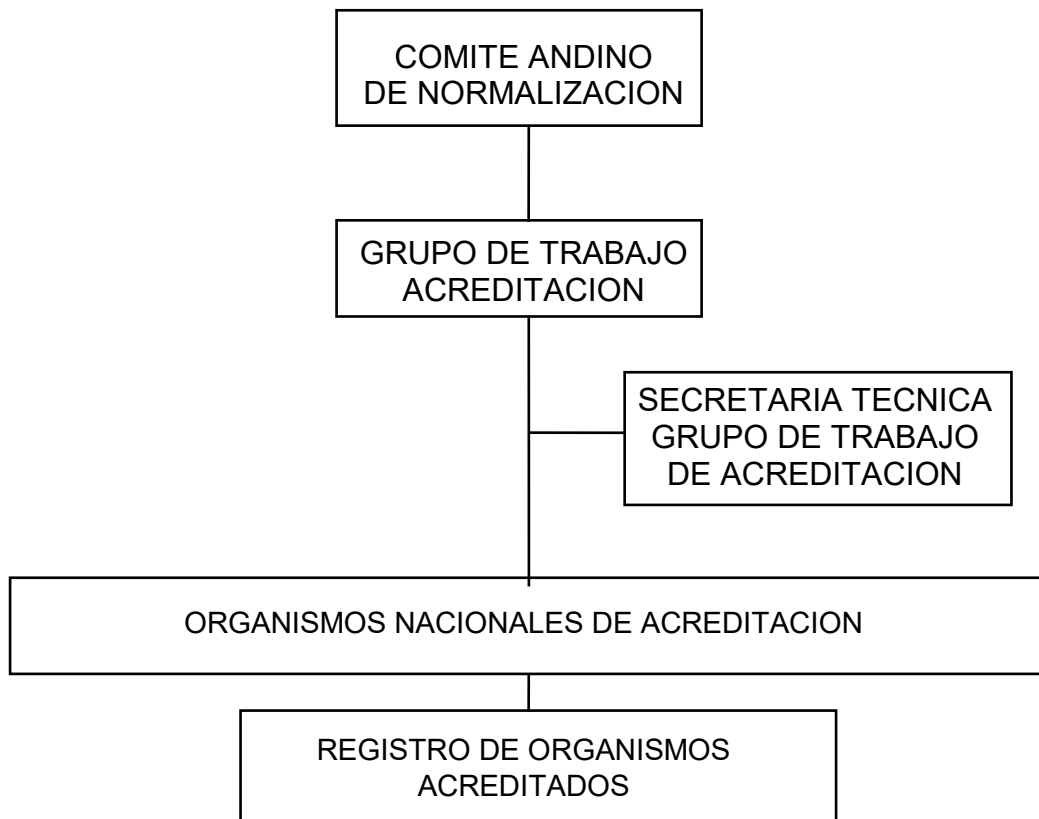 COMITE ANDINO
DE NORMALIZACION
GRUPO DE TRABAJO
ACREDITACION
SECRETARIA TECNICA
GRUPO DE TRABAJO
DE ACREDITACION
ORGANISMOS NACIONALES DE ACREDITACION
REGISTRO DE ORGANISMOS
ACREDITADOS